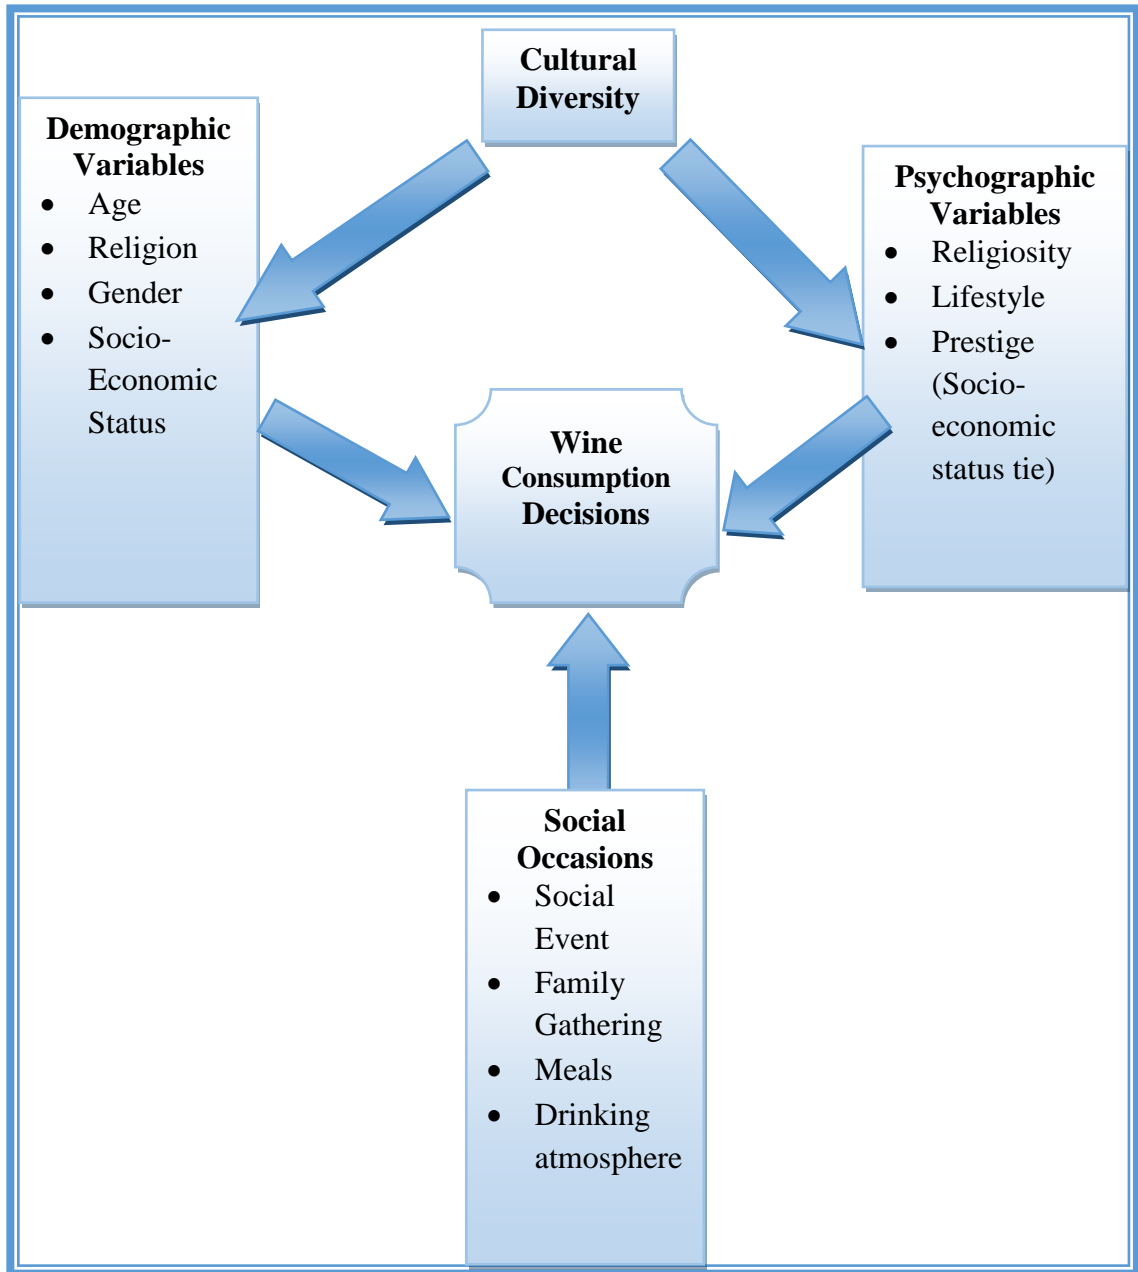 Cultural
Diversity
Demographic
Variables
• Age
• Religion
• Gender
• Socio-
Economic
Status
Psychographic
Variables
• Religiosity
• Lifestyle
• Prestige
(Socio-
economic
status tie)
Wine
Consumption
Decisions
Social
Occasions
• Social
Event
• Family
Gathering
• Meals
• Drinking
atmosphere